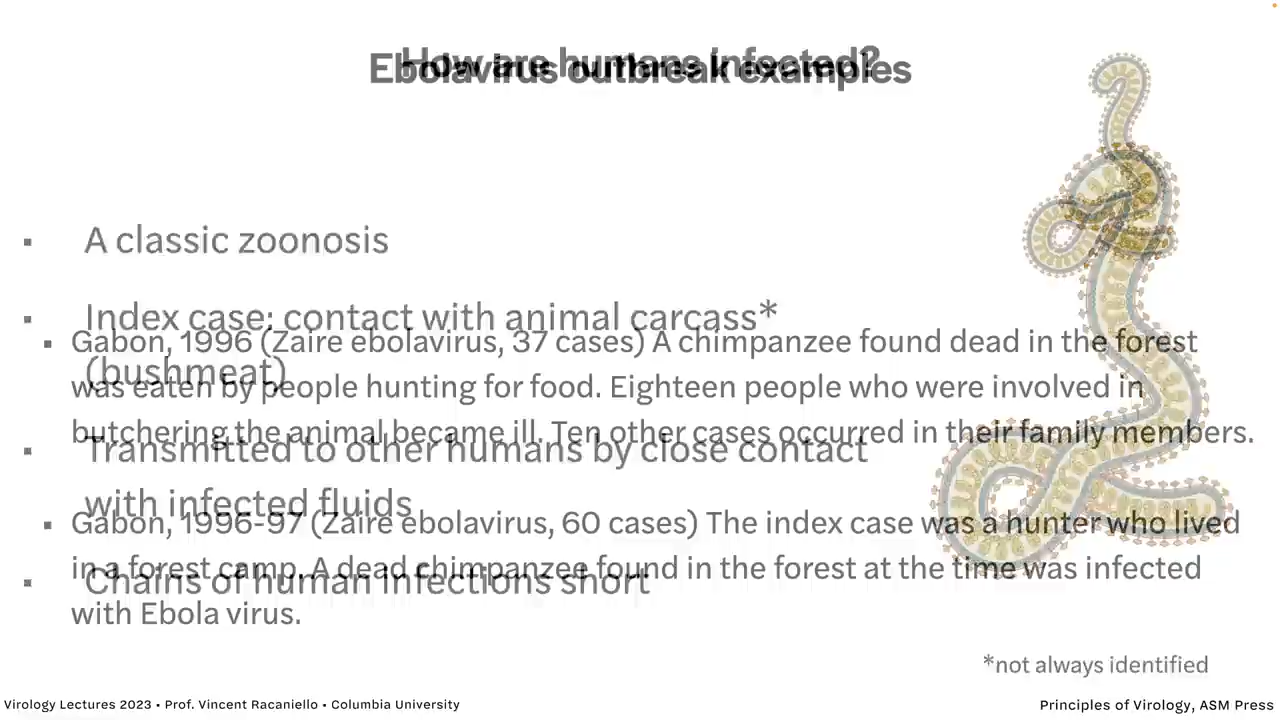 How are humans infected?
Ebolavirus outbreak examples
▪ A classic zoonosis
▪ Index case: contact with animal carcass*
(bushmeat)
▪ Transmitted to other humans by close contact
with infected fluids
▪ Chains of human infections short
▪ Gabon, 1996 (Zaire ebolavirus, 37 cases) A chimpanzee found dead in the forest
was eaten by people hunting for food. Eighteen people who were involved in
butchering the animal became ill. Ten other cases occurred in their family members.
▪ Gabon, 1996-97 (Zaire ebolavirus, 60 cases) The index case was a hunter who lived
in a forest camp. A dead chimpanzee found in the forest at the time was infected
with Ebola virus.
*not always identified
Virology Lectures 2023 • Prof. Vincent Racaniello • Columbia University
Principles of Virology, ASM Press